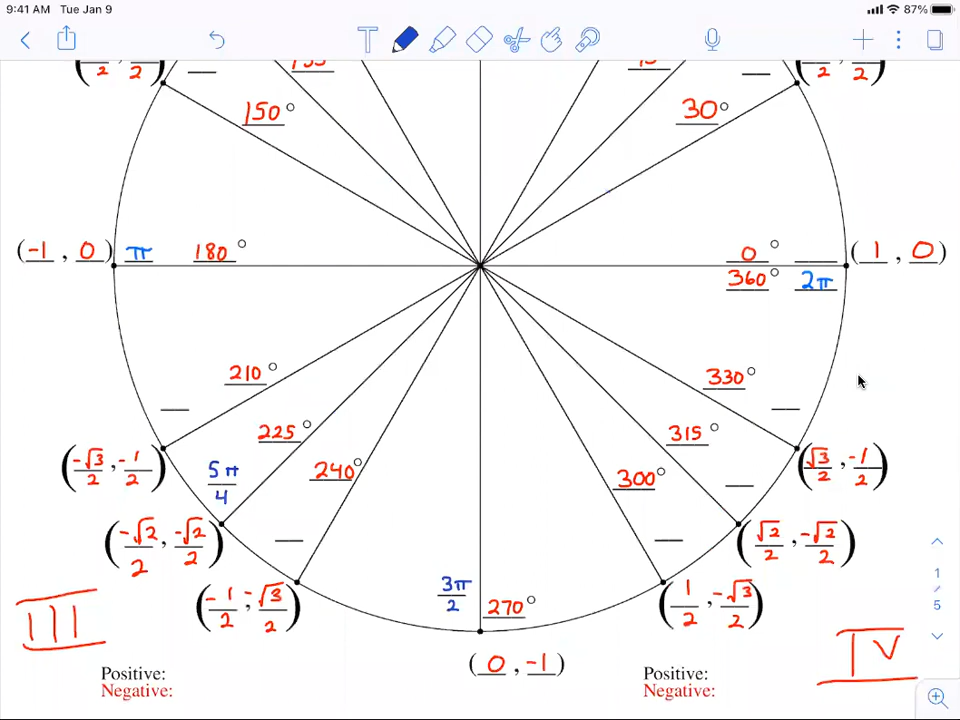 9:41 AM Tue Jan 9
87%
T
150°
30°
(-1, 0) π 180°
0° (1, 0)
360° 2π
210°
330°
225°
315°
(-√3/2, -1/2)
5π/4
240°
300°
(√3/2, -1/2)
(-√2/2, -√2/2)
(√2/2, -√2/2)
(-1/2, -√3/2)
3π/2 270°
(1/2, -√3/2)
III
IV
(0, -1)
Positive:
Negative:
Positive:
Negative:
1
/
5